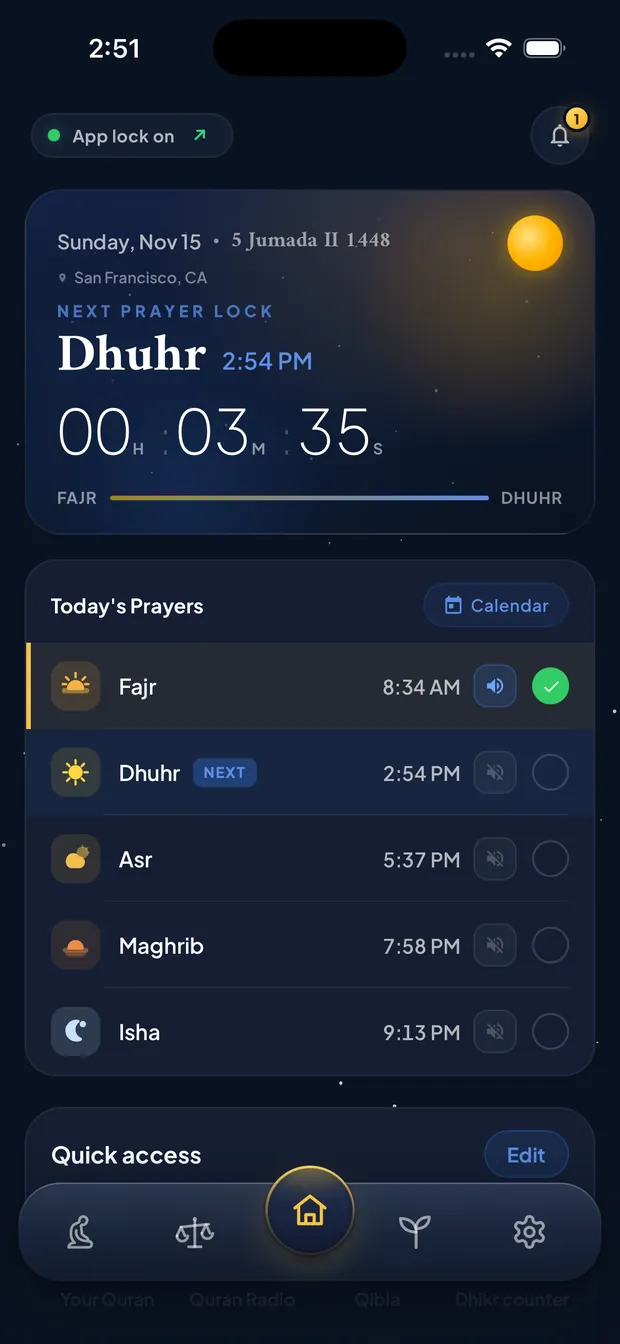 2:51
App lock on
1
Sunday, Nov 15 • 5 Jumada II 1448
San Francisco, CA
NEXT PRAYER LOCK
Dhuhr 2:54 PM
00H : 03M : 35S
FAJR DHUHR
Today's Prayers Calendar
Fajr 8:34 AM
Dhuhr NEXT 2:54 PM
Asr 5:37 PM
Maghrib 7:58 PM
Isha 9:13 PM
Quick access Edit
Your Quran Quran Radio Qibla Dhikr counter